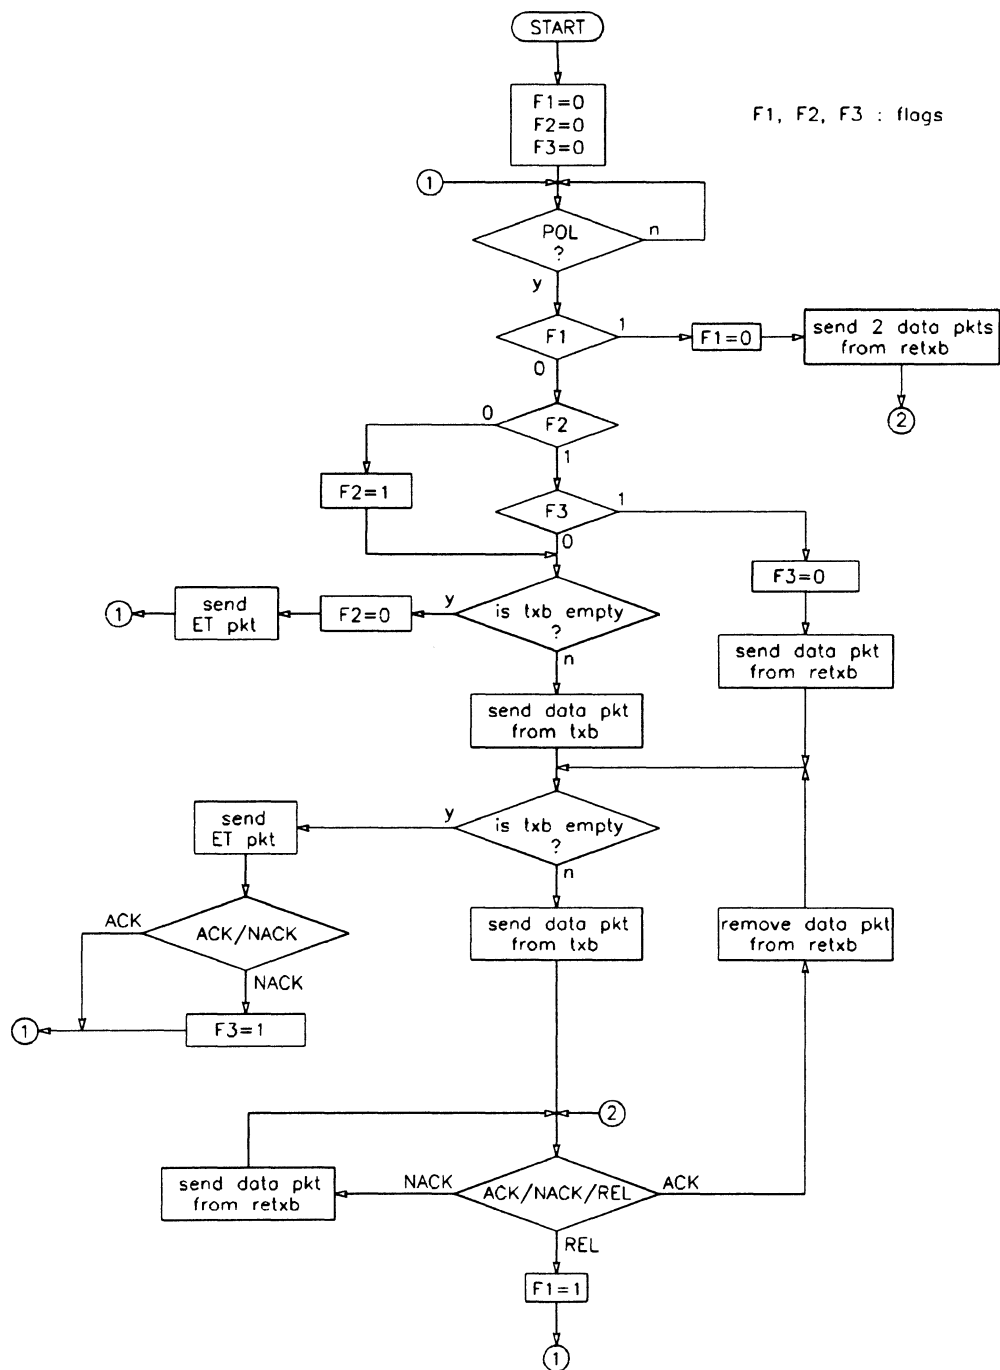 START
F1=0
F2=0
F3=0
F1, F2, F3 : flags
1
POL
?
n
y
F1
1
F1=0
send 2 data pkts
from retxb
0
2
0
F2
1
F2=1
F3
1
0
F3=0
1
send
ET pkt
F2=0
y
is txb empty
?
n
send data pkt
from retxb
send data pkt
from txb
send
ET pkt
y
is txb empty
?
n
ACK
ACK/NACK
NACK
send data pkt
from txb
remove data pkt
from retxb
1
F3=1
2
send data pkt
from retxb
NACK
ACK/NACK/REL
ACK
REL
F1=1
1